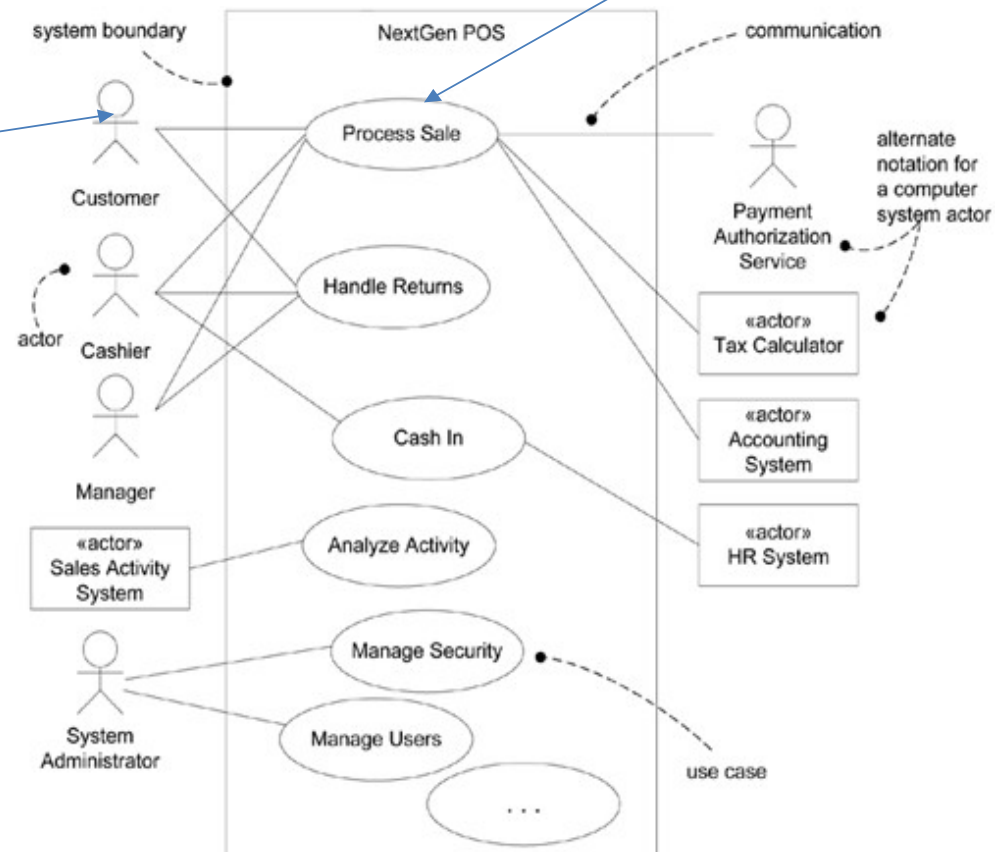 system boundary
NextGen POS
communication
Process Sale
Customer
alternate
notation for
a computer
system actor
Payment
Authorization
Service
Handle Returns
actor
Cashier
«actor»
Tax Calculator
Cash In
«actor»
Accounting
System
Manager
«actor»
Sales Activity
System
Analyze Activity
«actor»
HR System
Manage Security
System
Administrator
Manage Users
use case
...